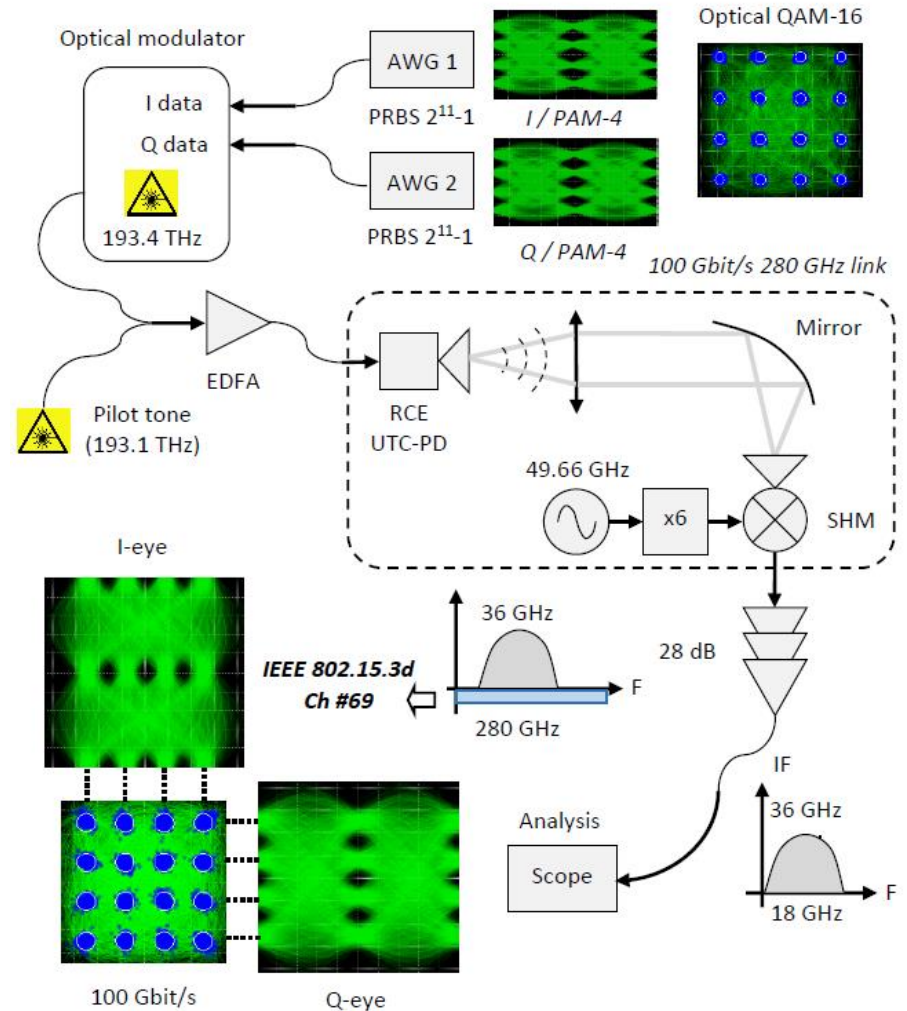 Optical modulator
I data
Q data
193.4 THz
AWG 1
PRBS 2¹¹-1
I / PAM-4
AWG 2
PRBS 2¹¹-1
Q / PAM-4
Optical QAM-16
100 Gbit/s 280 GHz link
EDFA
Pilot tone
(193.1 THz)
RCE
UTC-PD
Mirror
49.66 GHz
x6
SHM
28 dB
I-eye
36 GHz
IEEE 802.15.3d
Ch #69
F
280 GHz
IF
36 GHz
F
18 GHz
Analysis
Scope
100 Gbit/s
Q-eye